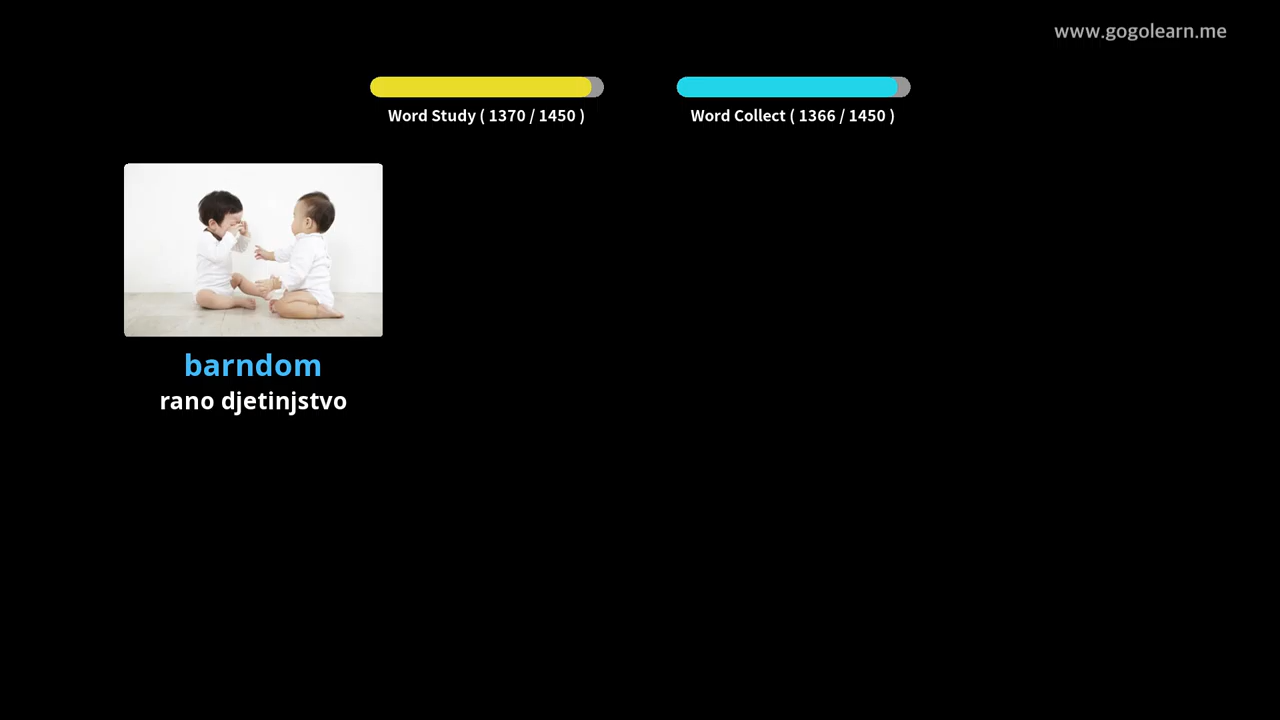 www.gogolearn.me
Word Study ( 1370 / 1450 )
Word Collect ( 1366 / 1450 )
barndom
rano djetinjstvo